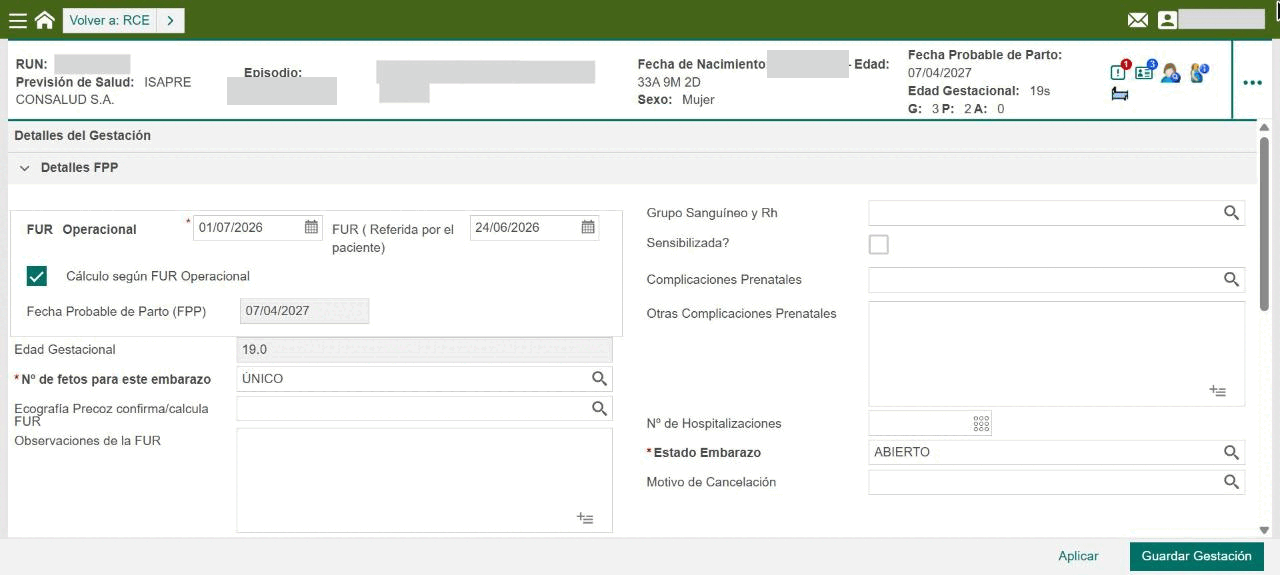 Volver a: RCE
RUN:
Previsión de Salud: ISAPRE
CONSALUD S.A.
Episodio:
Fecha de Nacimiento - Edad:
33A 9M 2D
Sexo: Mujer
Fecha Probable de Parto:
07/04/2027
Edad Gestacional: 19s
G: 3 P: 2 A: 0
1
3
Detalles del Gestación
Detalles FPP
FUR Operacional * 01/07/2026
FUR ( Referida por el
paciente) 24/06/2026
Cálculo según FUR Operacional
Fecha Probable de Parto (FPP) 07/04/2027
Edad Gestacional 19.0
*Nº de fetos para este embarazo ÚNICO
Ecografía Precoz confirma/calcula
FUR
Observaciones de la FUR
Grupo Sanguíneo y Rh
Sensibilizada?
Complicaciones Prenatales
Otras Complicaciones Prenatales
Nº de Hospitalizaciones
*Estado Embarazo ABIERTO
Motivo de Cancelación
Aplicar
Guardar Gestación